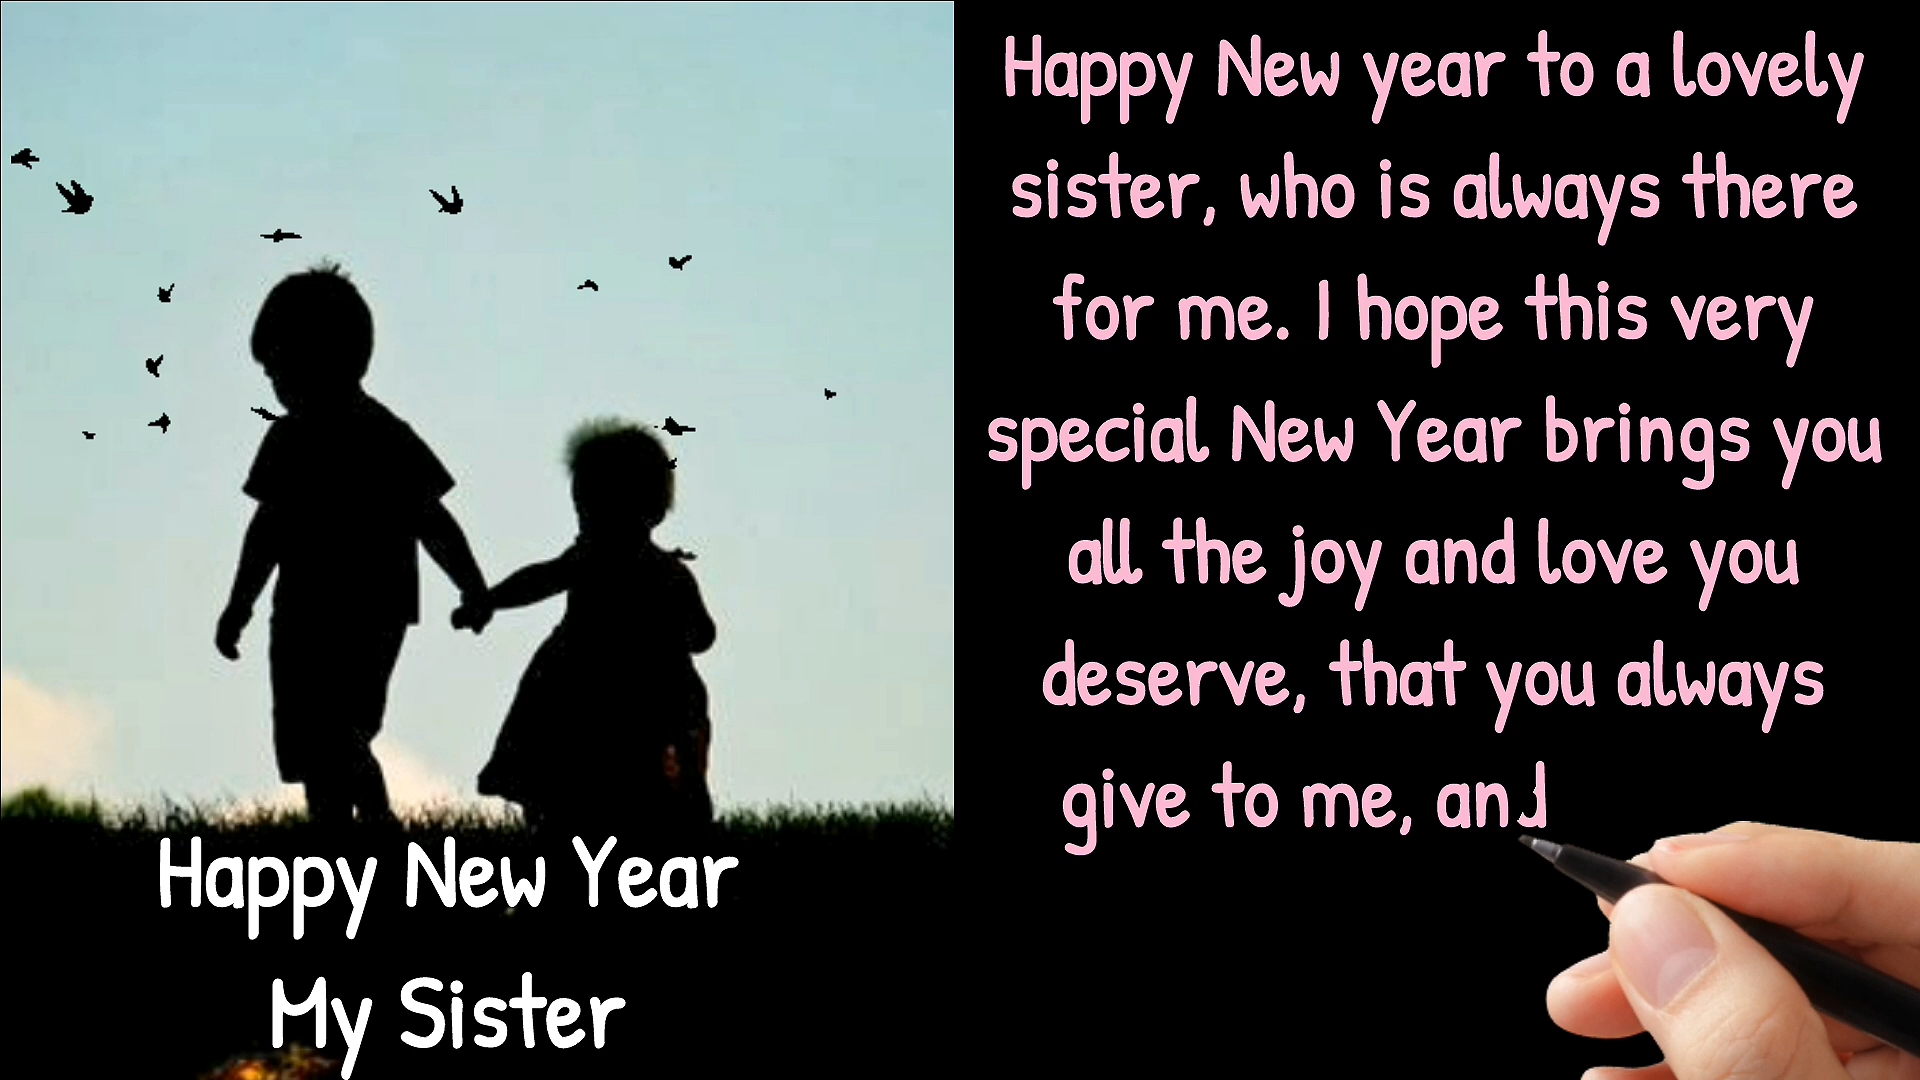 Happy New Year
My Sister
Happy New year to a lovely
sister, who is always there
for me. I hope this very
special New Year brings you
all the joy and love you
deserve, that you always
give to me, and